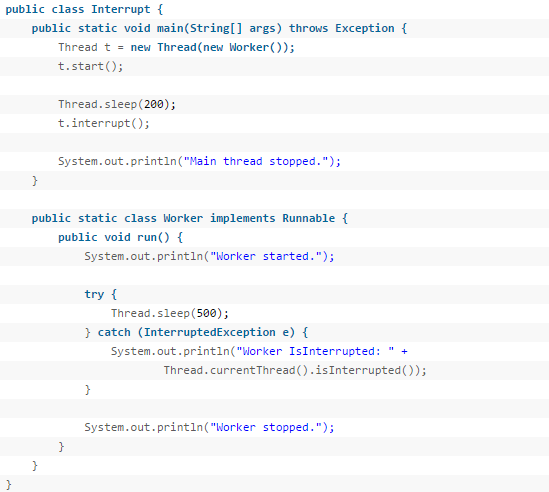 public class Interrupt {
    public static void main(String[] args) throws Exception {
        Thread t = new Thread(new Worker());
        t.start();

        Thread.sleep(200);
        t.interrupt();

        System.out.println("Main thread stopped.");
    }

    public static class Worker implements Runnable {
        public void run() {
            System.out.println("Worker started.");

            try {
                Thread.sleep(500);
            } catch (InterruptedException e) {
                System.out.println("Worker IsInterrupted: " +
                        Thread.currentThread().isInterrupted());
            }

            System.out.println("Worker stopped.");
        }
    }
}